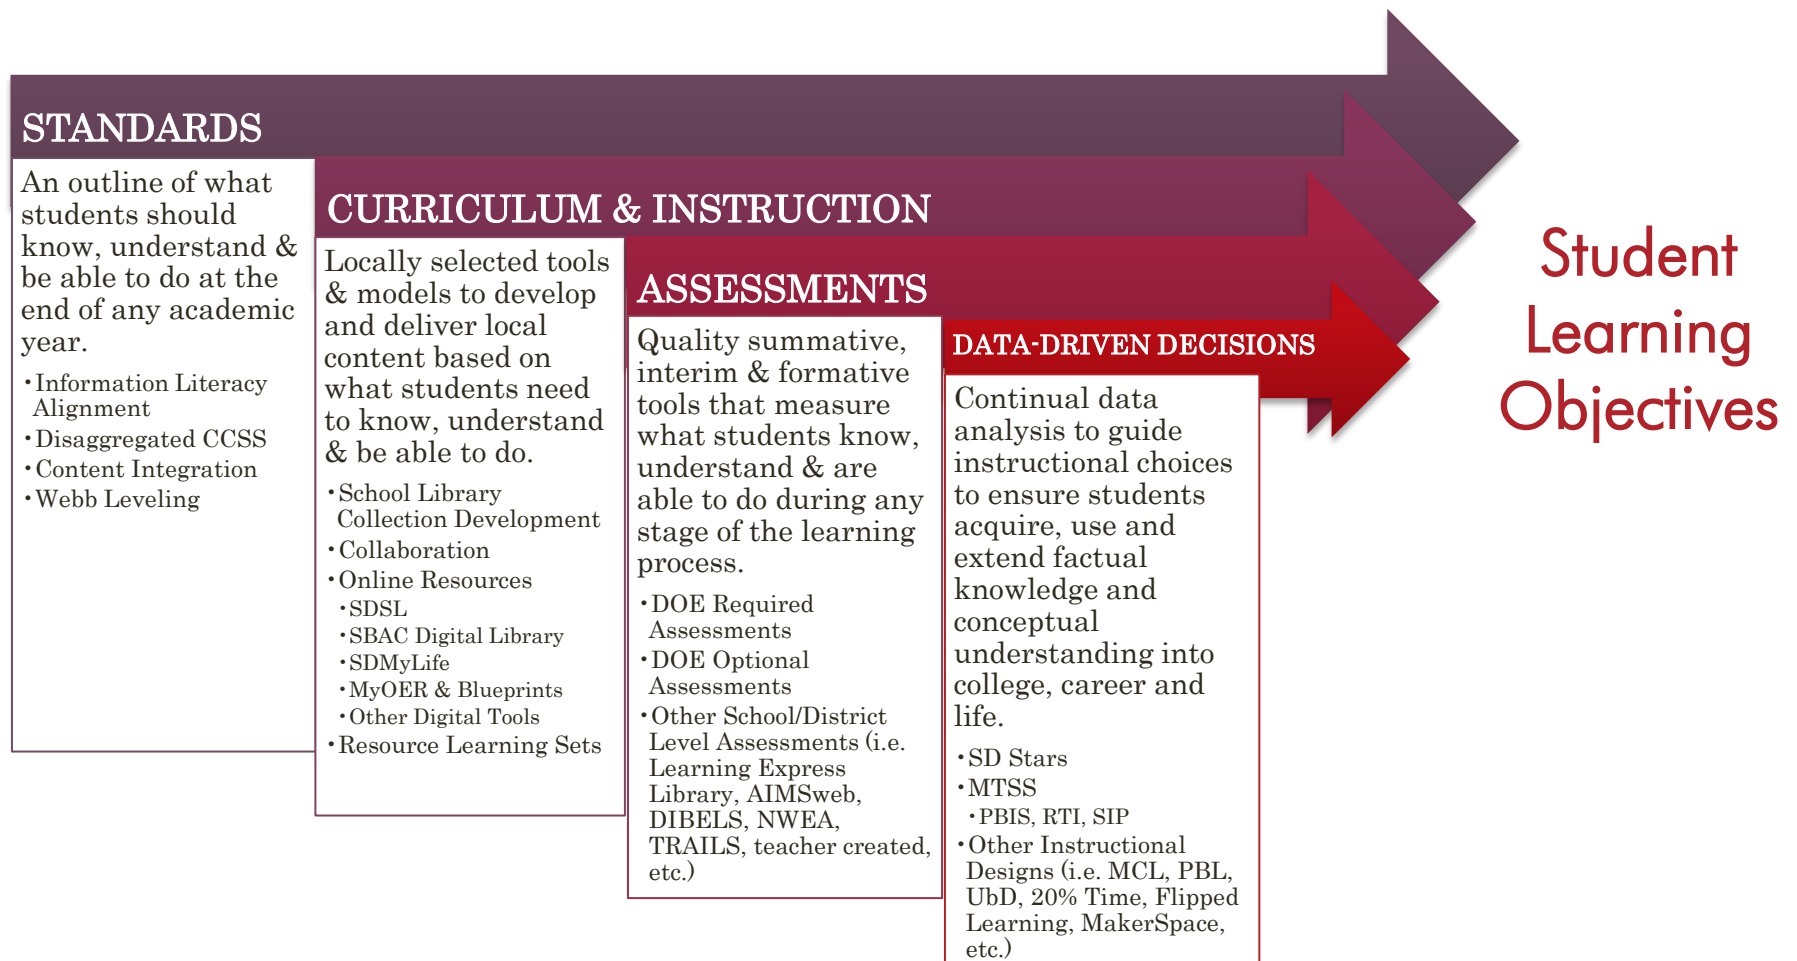 STANDARDS
An outline of what
students should
know, understand &
be able to do at the
end of any academic
year.
•Information Literacy
Alignment
•Disaggregated CCSS
•Content Integration
•Webb Leveling
CURRICULUM & INSTRUCTION
Locally selected tools
& models to develop
and deliver local
content based on
what students need
to know, understand
& be able to do.
•School Library
Collection Development
•Collaboration
•Online Resources
•SDSL
•SBAC Digital Library
•SDMyLife
•MyOER & Blueprints
•Other Digital Tools
•Resource Learning Sets
ASSESSMENTS
Quality summative,
interim & formative
tools that measure
what students know,
understand & are
able to do during any
stage of the learning
process.
•DOE Required
Assessments
•DOE Optional
Assessments
•Other School/District
Level Assessments (i.e.
Learning Express
Library, AIMSweb,
DIBELS, NWEA,
TRAILS, teacher created,
etc.)
DATA-DRIVEN DECISIONS
Continual data
analysis to guide
instructional choices
to ensure students
acquire, use and
extend factual
knowledge and
conceptual
understanding into
college, career and
life.
•SD Stars
•MTSS
•PBIS, RTI, SIP
•Other Instructional
Designs (i.e. MCL, PBL,
UbD, 20% Time, Flipped
Learning, MakerSpace,
etc.)
Student
Learning
Objectives